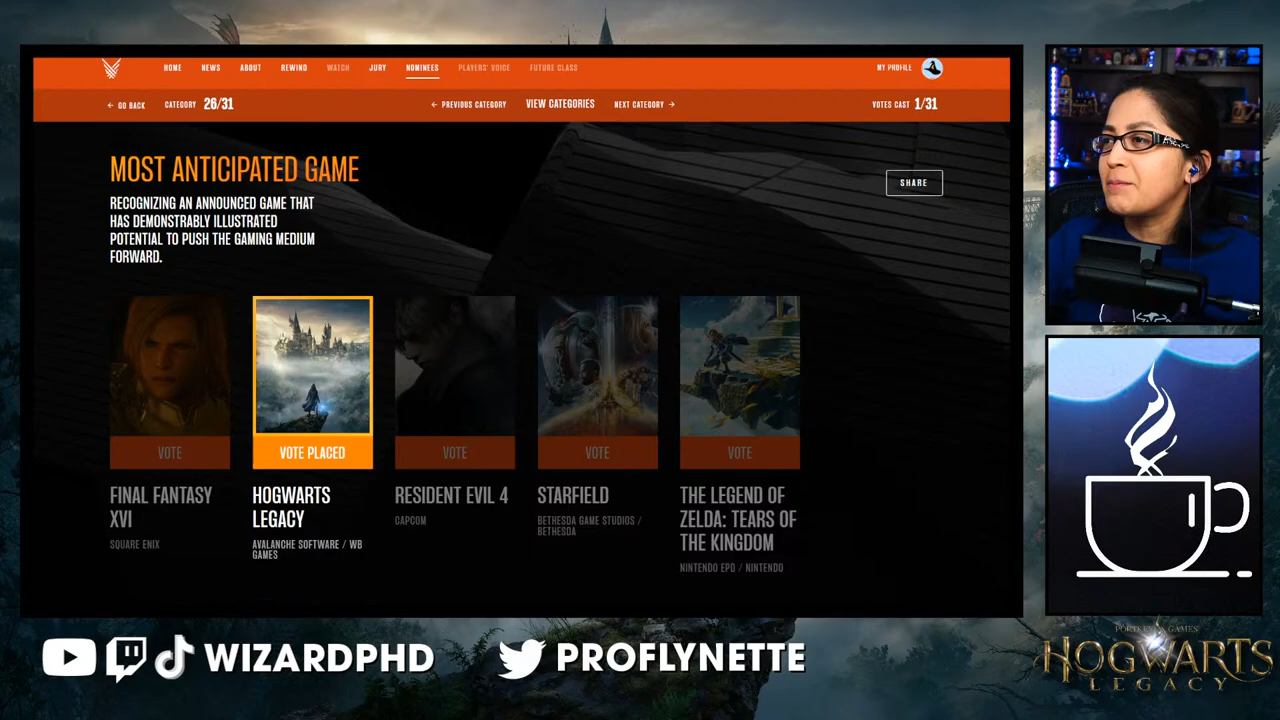 HOME NEWS ABOUT REWIND WATCH JURY NOMINEES PLAYERS' VOICE FUTURE CLASS MY PROFILE
← GO BACK CATEGORY 26/31 ← PREVIOUS CATEGORY VIEW CATEGORIES NEXT CATEGORY → VOTES CAST 1/31
MOST ANTICIPATED GAME
SHARE
RECOGNIZING AN ANNOUNCED GAME THAT
HAS DEMONSTRABLY ILLUSTRATED
POTENTIAL TO PUSH THE GAMING MEDIUM
FORWARD.
VOTE
FINAL FANTASY
XVI
SQUARE ENIX
VOTE PLACED
HOGWARTS
LEGACY
AVALANCHE SOFTWARE / WB
GAMES
VOTE
RESIDENT EVIL 4
CAPCOM
VOTE
STARFIELD
BETHESDA GAME STUDIOS /
BETHESDA
VOTE
THE LEGEND OF
ZELDA: TEARS OF
THE KINGDOM
NINTENDO EPD / NINTENDO
WIZARDPHD
PROFLYNETTE
PORTKEY GAMES
HOGWARTS
LEGACY